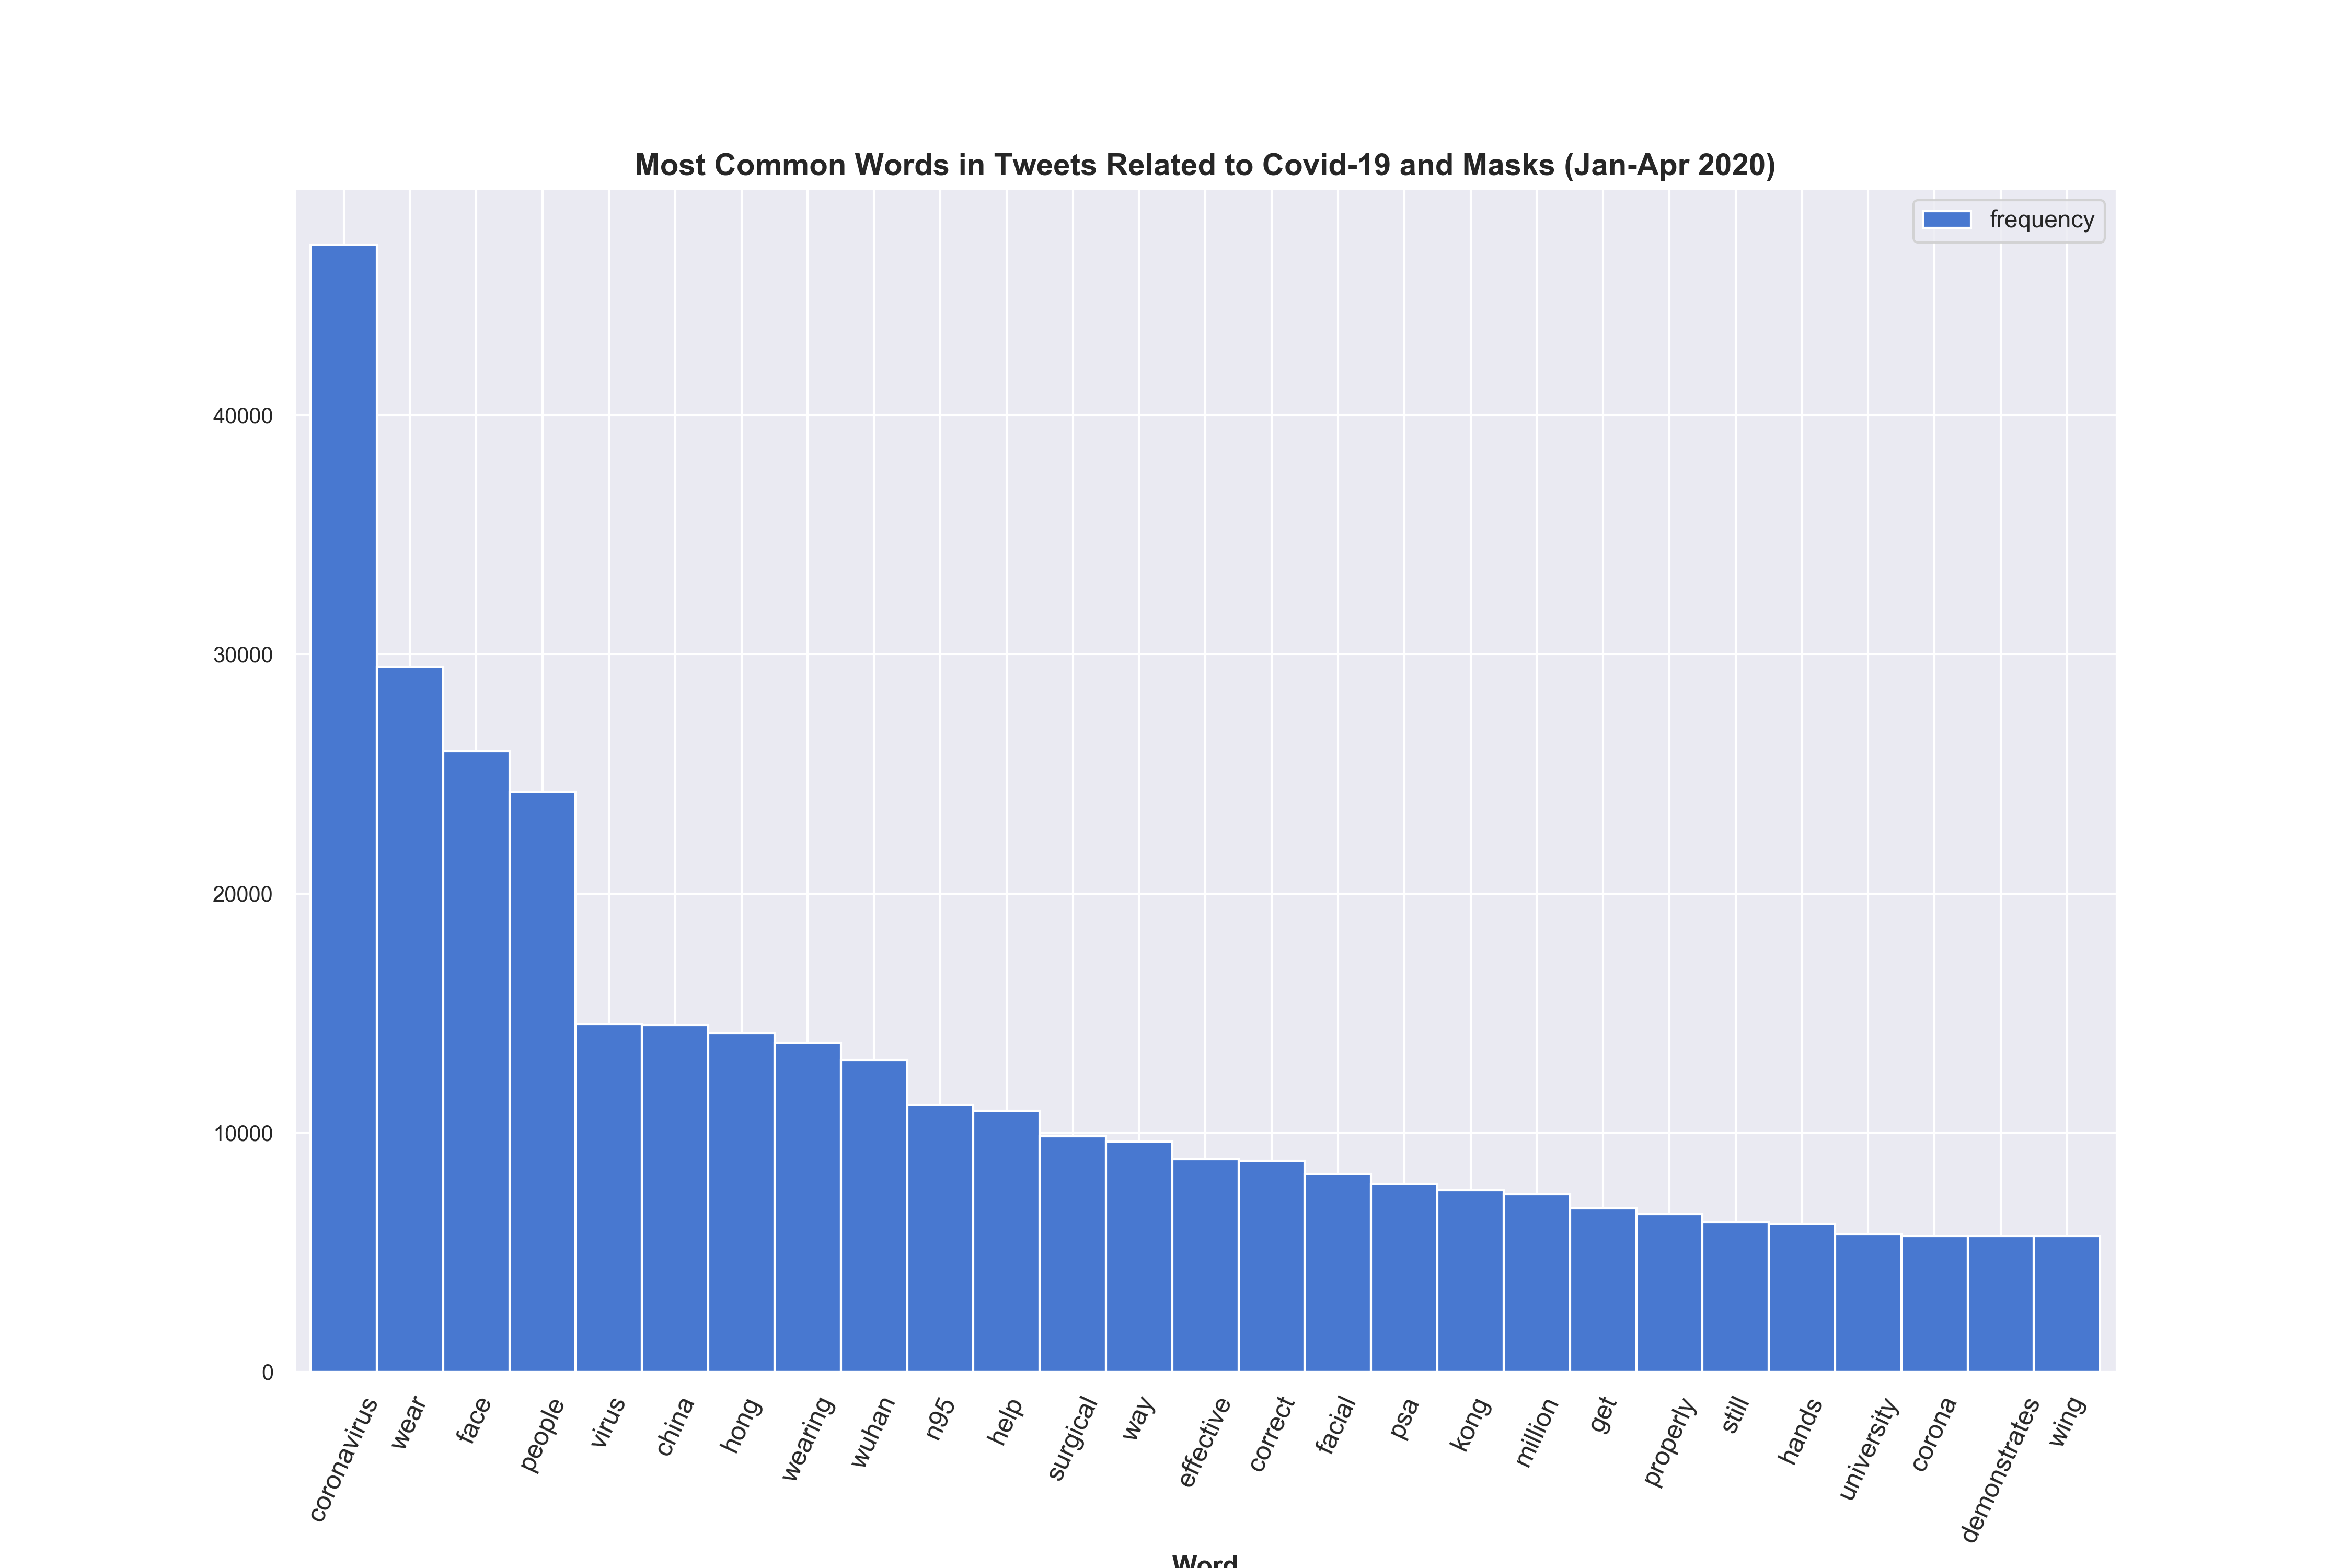 Most Common Words in Tweets Related to Covid-19 and Masks (Jan-Apr 2020)
frequency
40000
30000
20000
10000
0
coronavirus
wear
face
people
virus
china
hong
wearing
wuhan
n95
help
surgical
way
effective
correct
facial
psa
kong
million
get
properly
still
hands
university
corona
demonstrates
wing
Word